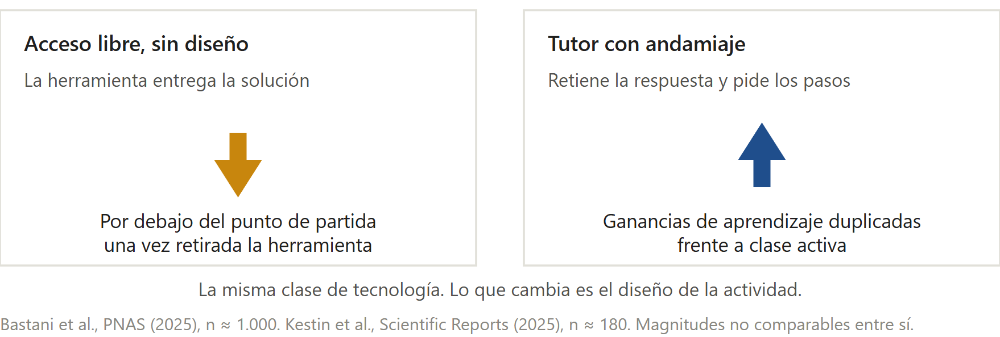 Acceso libre, sin diseño
La herramienta entrega la solución
Por debajo del punto de partida
una vez retirada la herramienta
Tutor con andamiaje
Retiene la respuesta y pide los pasos
Ganancias de aprendizaje duplicadas
frente a clase activa
La misma clase de tecnología. Lo que cambia es el diseño de la actividad.
Bastani et al., PNAS (2025), n ≈ 1.000. Kestin et al., Scientific Reports (2025), n ≈ 180. Magnitudes no comparables entre sí.